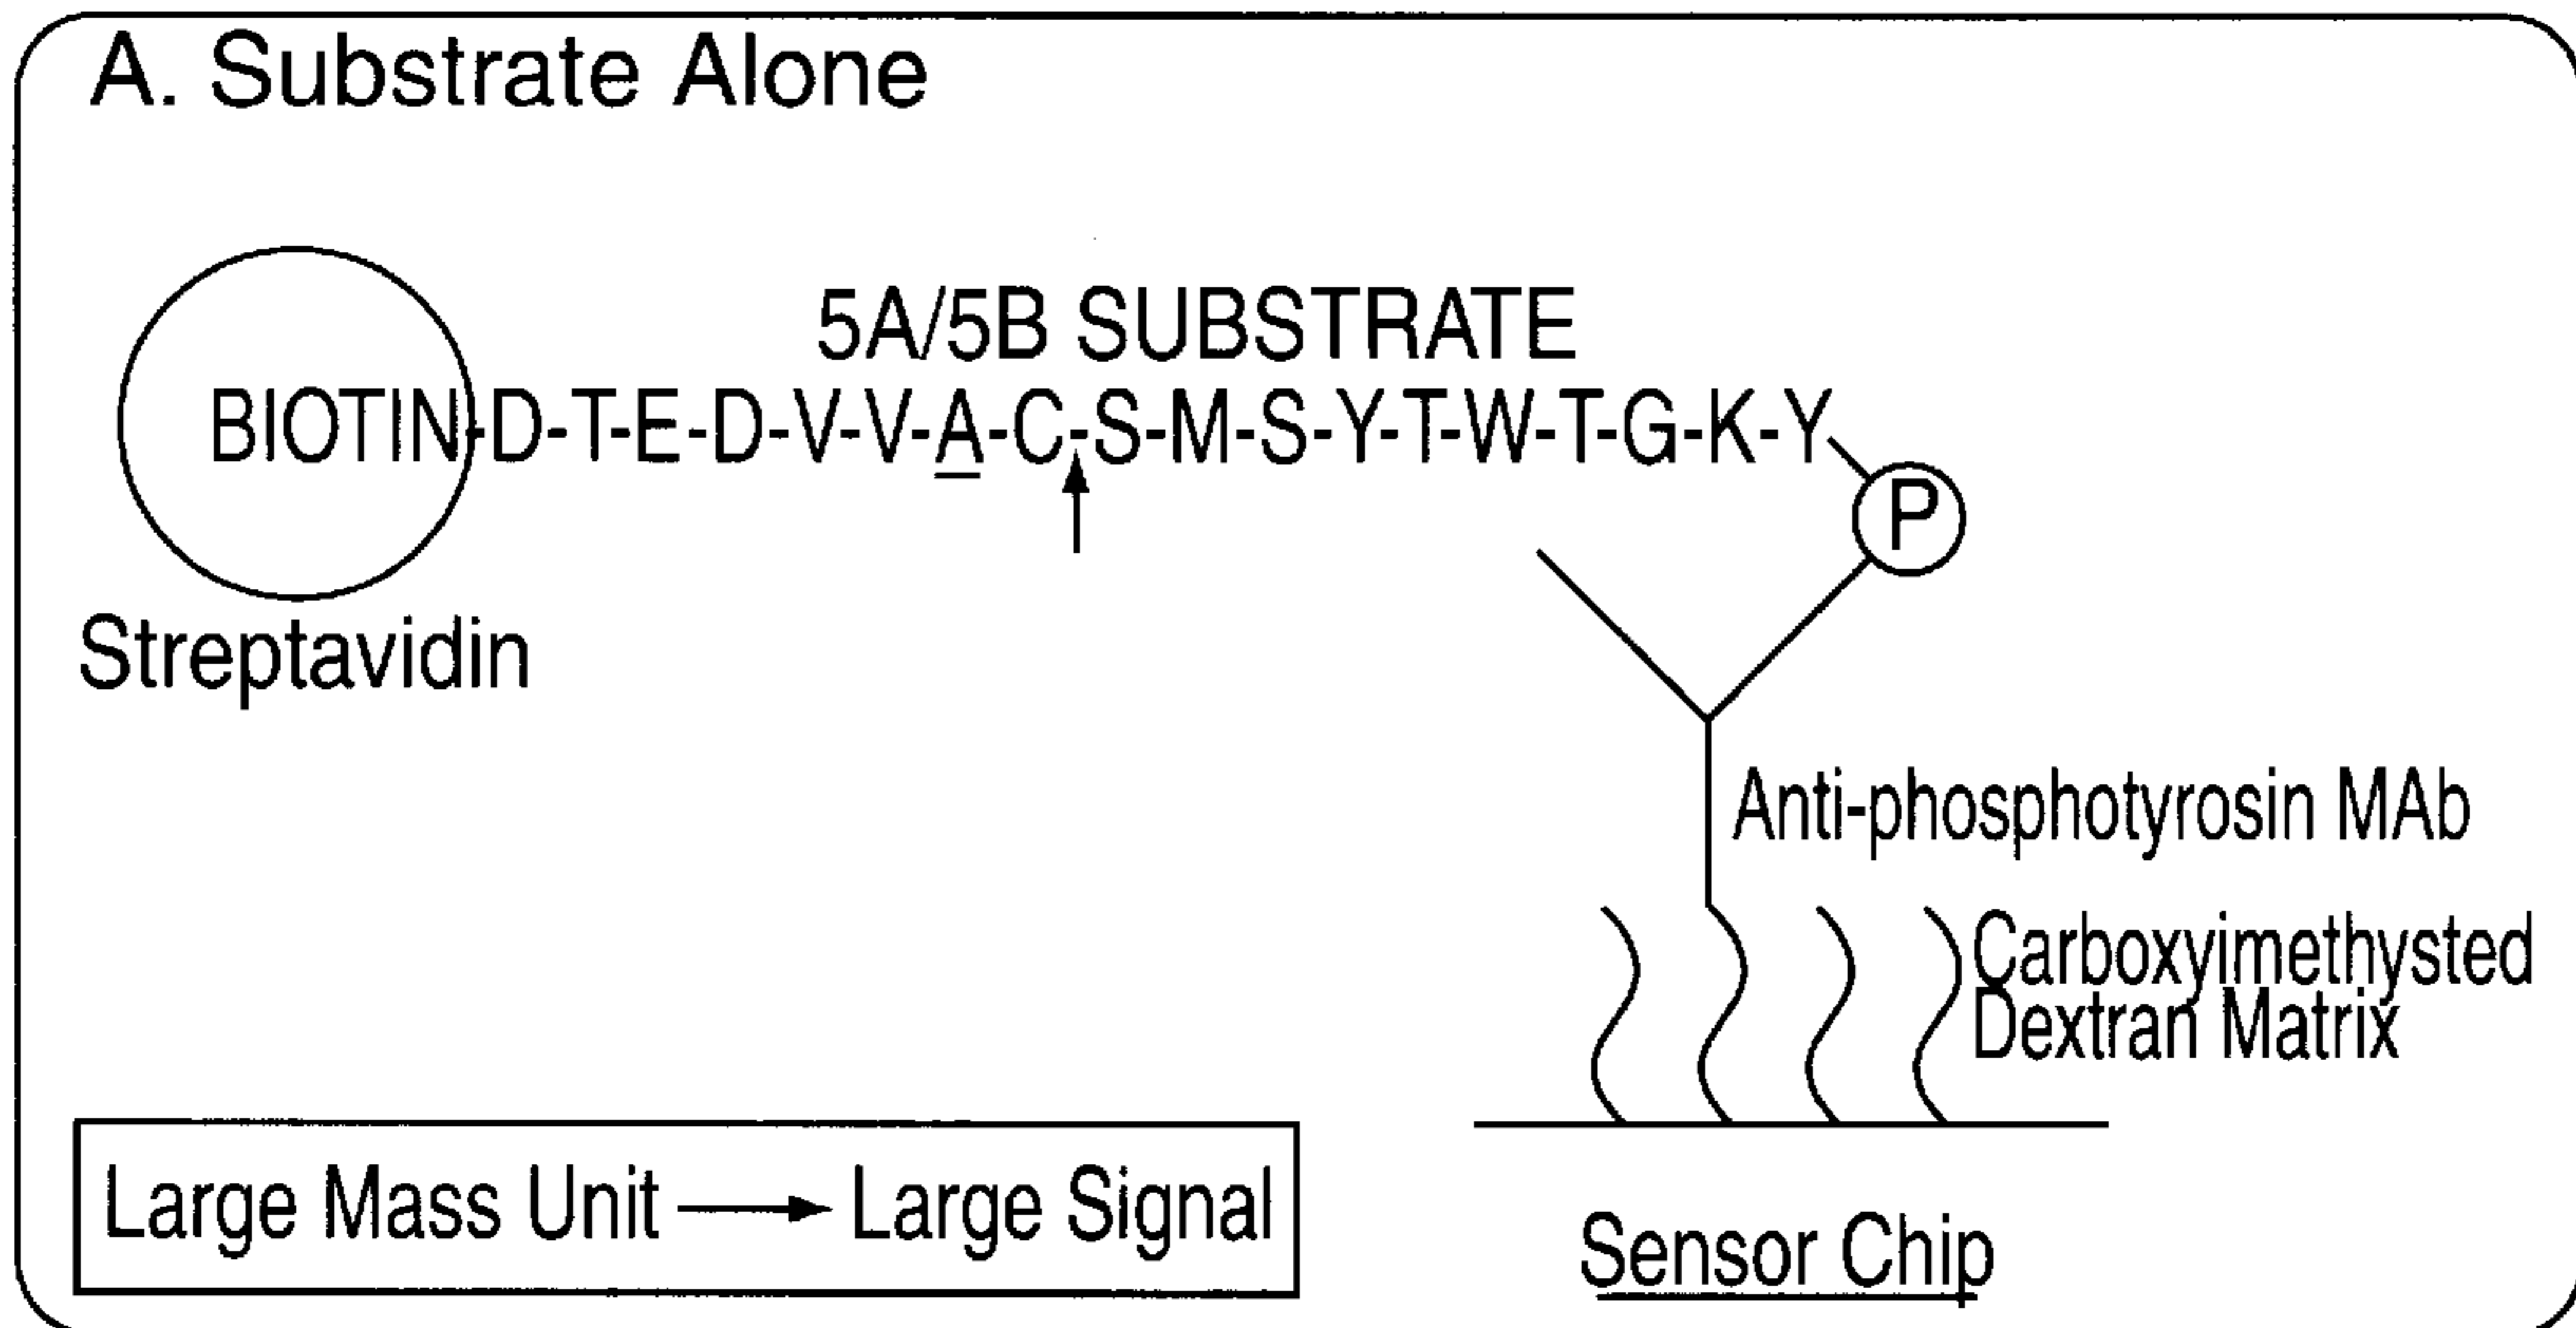 A. Substrate Alone
5A/5B SUBSTRATE
BIOTIN-D-T-E-D-V-V-A-C-S-M-S-Y-T-W-T-G-K-Y
P
Streptavidin
Anti-phosphotyrosin MAb
Carboxyimethysted
Dextran Matrix
Large Mass Unit → Large Signal
Sensor Chip